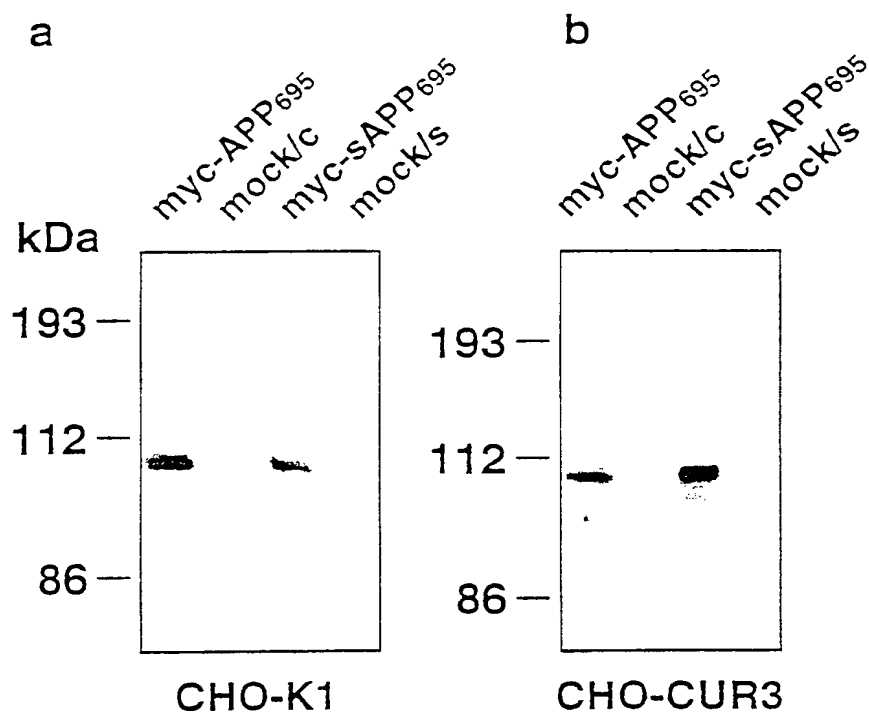 a
b
myc-APP695
mock/c
myc-sAPP695
mock/s
myc-APP695
mock/c
myc-sAPP695
mock/s
kDa
193
112
86
193
112
86
CHO-K1
CHO-CUR3